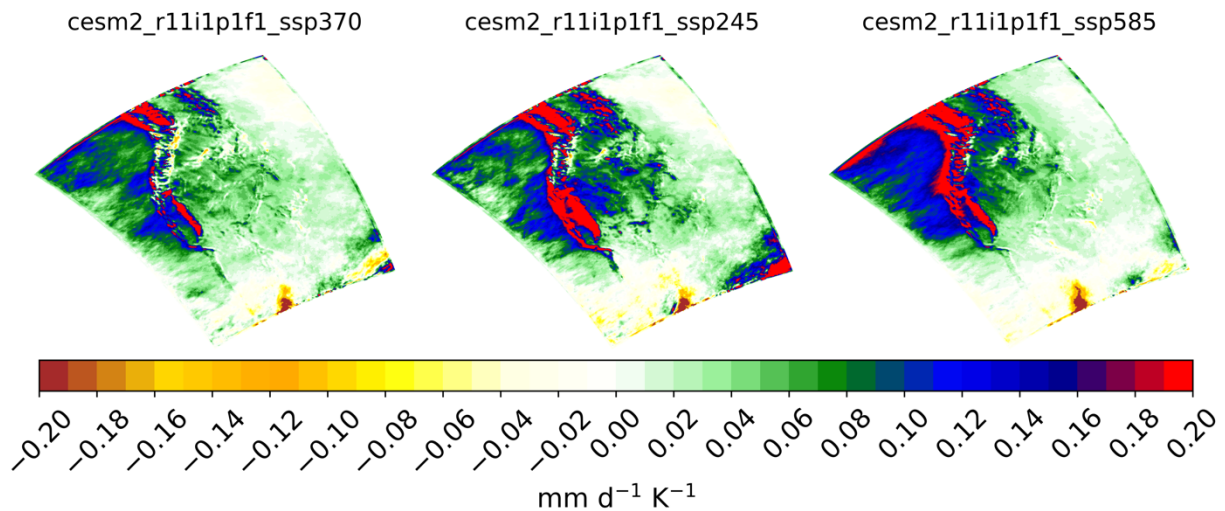 cesm2_r11i1p1f1_ssp370 cesm2_r11i1p1f1_ssp245 cesm2_r11i1p1f1_ssp585
−0.20 −0.18 −0.16 −0.14 −0.12 −0.10 −0.08 −0.06 −0.04 −0.02 0.00 0.02 0.04 0.06 0.08 0.10 0.12 0.14 0.16 0.18 0.20
mm d⁻¹ K⁻¹